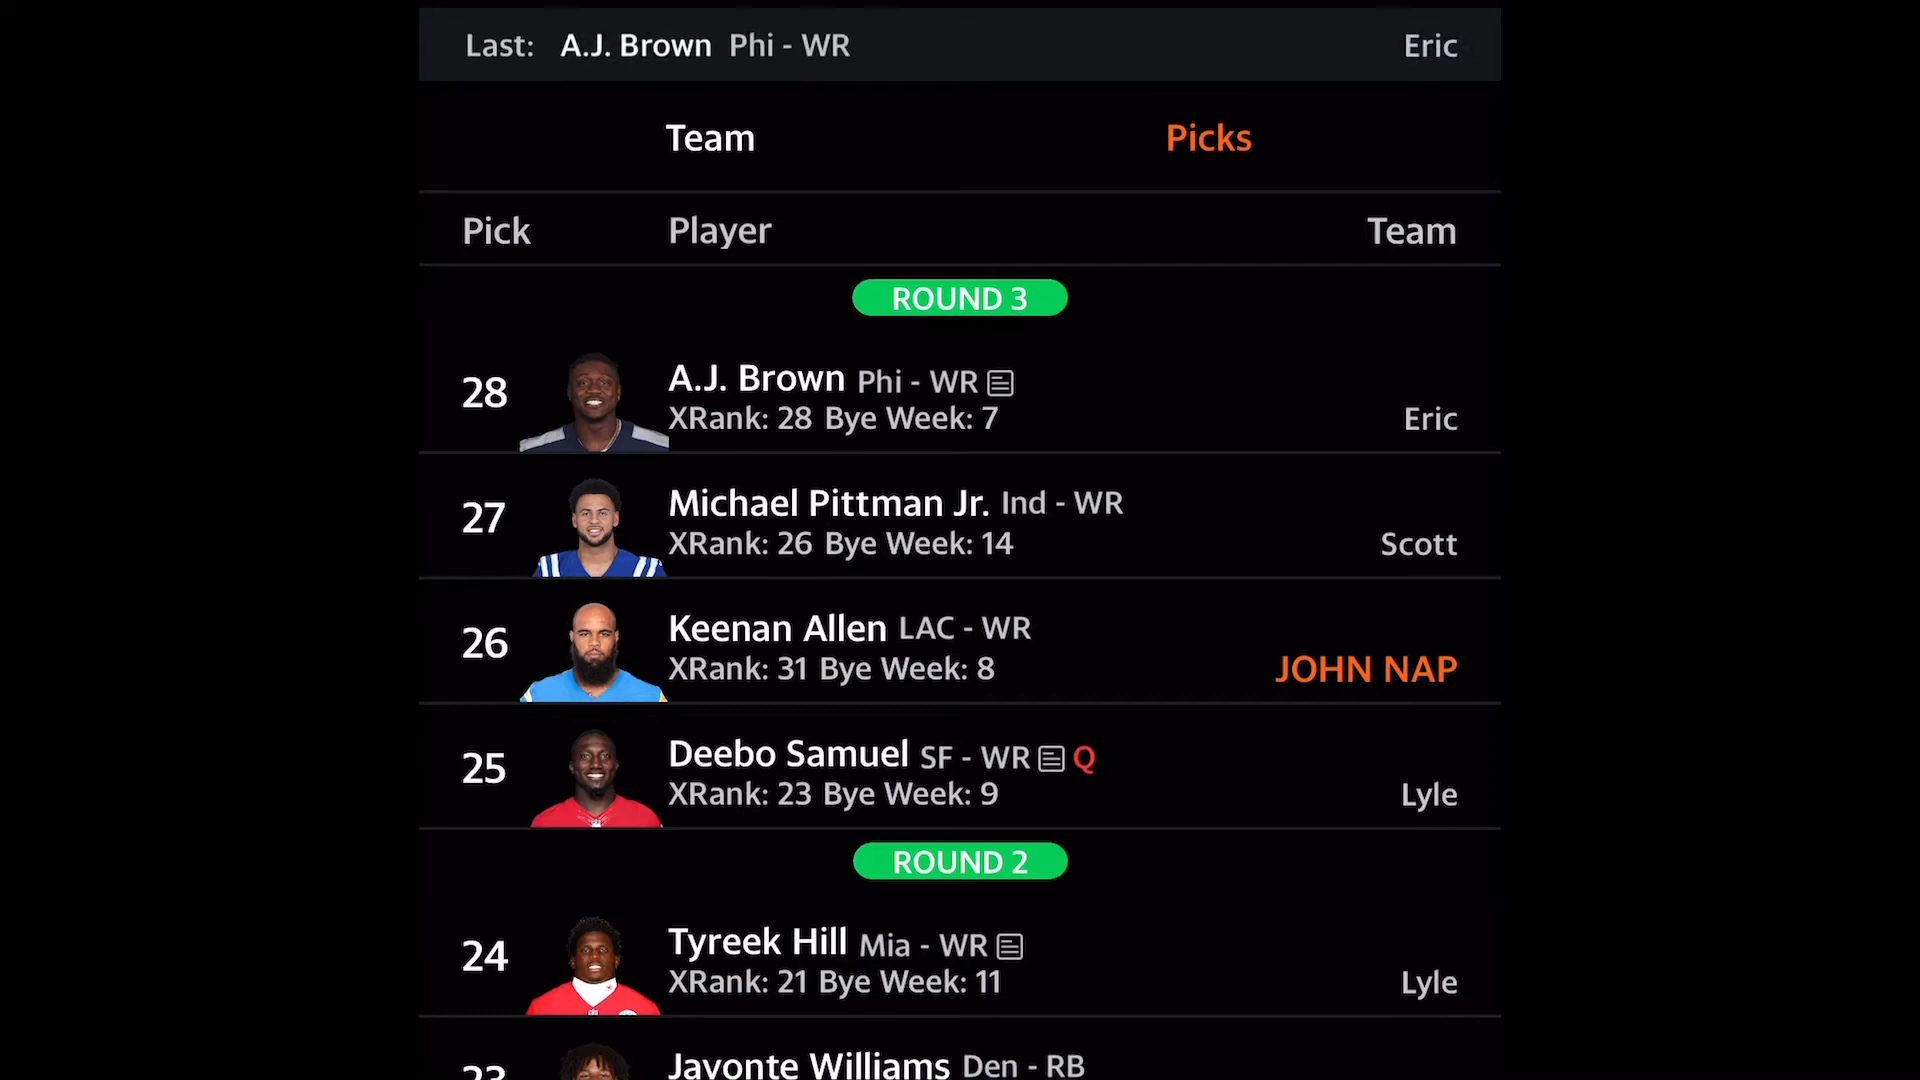 Last: A.J. Brown Phi - WR Eric
Team Picks
Pick Player Team
ROUND 3
28 A.J. Brown Phi - WR
XRank: 28 Bye Week: 7 Eric
27 Michael Pittman Jr. Ind - WR
XRank: 26 Bye Week: 14 Scott
26 Keenan Allen LAC - WR
XRank: 31 Bye Week: 8 JOHN NAP
25 Deebo Samuel SF - WR Q
XRank: 23 Bye Week: 9 Lyle
ROUND 2
24 Tyreek Hill Mia - WR
XRank: 21 Bye Week: 11 Lyle
23 Javonte Williams Den - RB